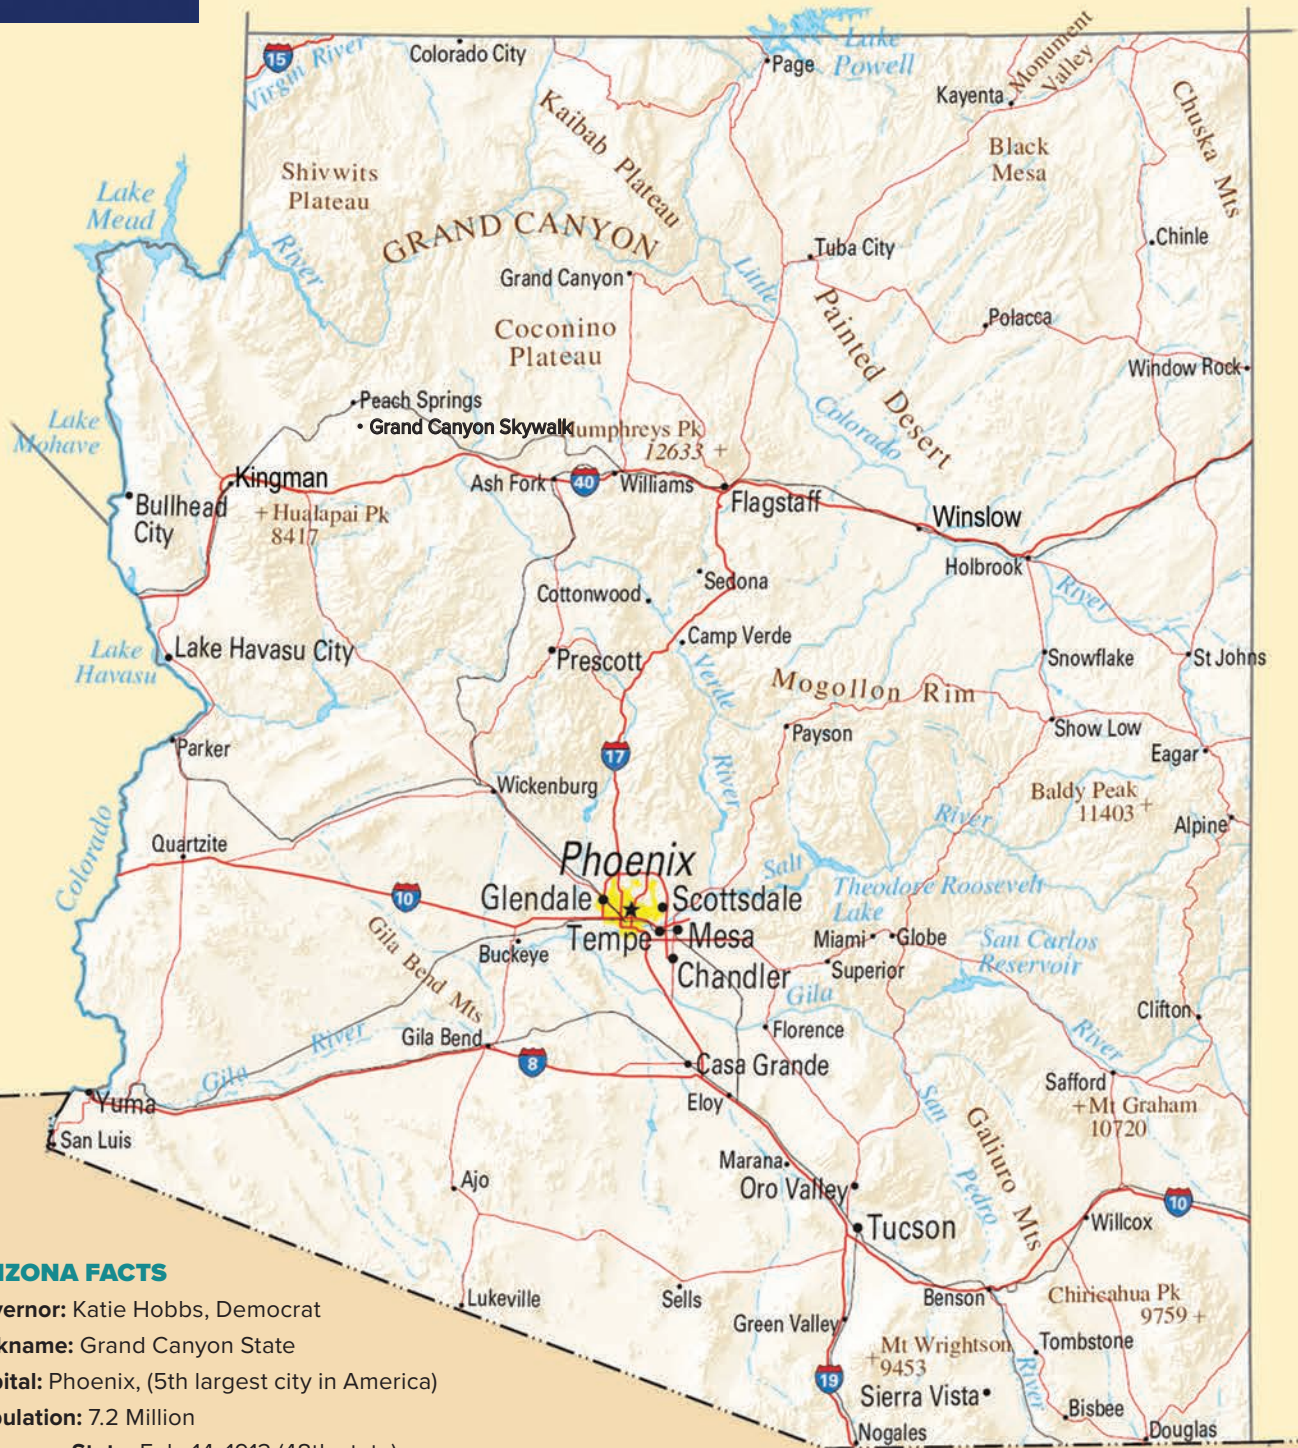 15
Virgin River
Colorado City
Lake
Powell
Page
Monument
Valley
Kayenta
Chuska Mts
Kaibab Plateau
Black
Mesa
Shivwits
Plateau
Lake
Mead
River
GRAND CANYON
Chinle
Tuba City
Grand Canyon
Little
Painted Desert
Coconino
Plateau
Polacca
Window Rock
Peach Springs
• Grand Canyon Skywalk
Humphreys Pk
12633 +
Colorado
Lake
Mohave
Kingman
Ash Fork
40
Williams
Flagstaff
Bullhead
City
+ Hualapai Pk
8417
Winslow
Holbrook
Sedona
Cottonwood
River
Camp Verde
Lake
Havasu
Lake Havasu City
Prescott
Verde
River
Mogollon Rim
Snowflake
St Johns
Parker
17
Payson
Show Low
Eagar
Wickenburg
Baldy Peak
11403 +
River
Alpine
Colorado
Quartzite
Phoenix
Salt
10
Glendale
Scottsdale
Theodore Roosevelt
Lake
Tempe
Mesa
Miami
Globe
San Carlos
Reservoir
Gila Bend Mts
Buckeye
Chandler
Superior
Gila
Clifton
Florence
River
Gila Bend
Gila River
8
Casa Grande
Safford
Yuma
Eloy
San Pedro
+ Mt Graham
10720
San Luis
Galiuro Mts
Marana
Oro Valley
Ajo
10
Willcox
Tucson
Lukeville
Sells
Benson
Chiricahua Pk
9759 +
Green Valley
Mt Wrightson
+ 9453
Tombstone
River
19
Sierra Vista
Bisbee
Nogales
Douglas
IZONA FACTS
vernor: Katie Hobbs, Democrat
kname: Grand Canyon State
pital: Phoenix, (5th largest city in America)
pulation: 7.2 Million